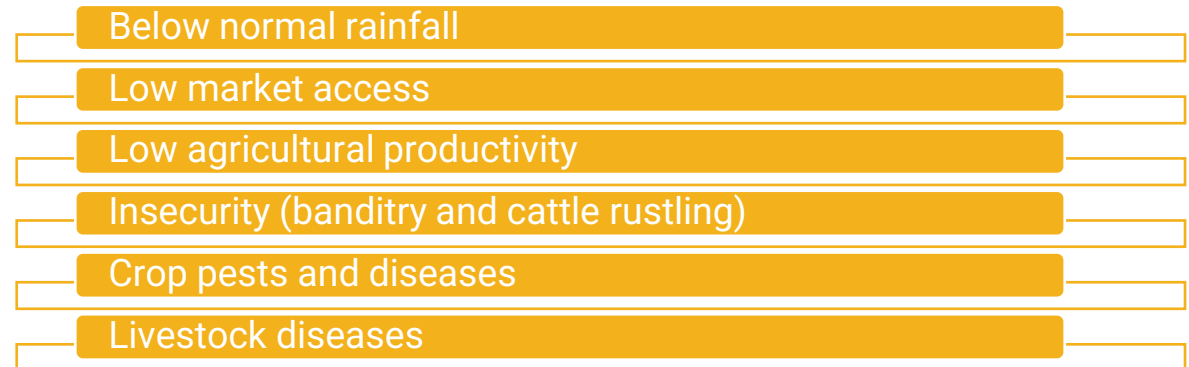 Below normal rainfall
Low market access
Low agricultural productivity
Insecurity (banditry and cattle rustling)
Crop pests and diseases
Livestock diseases